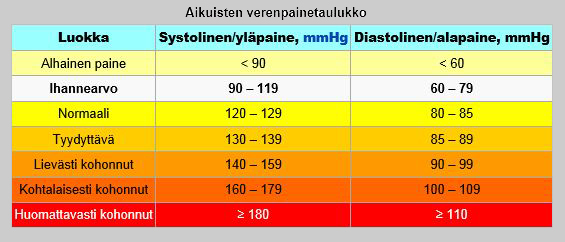 Aikuisten verenpainetaulukko
Luokka Systolinen/yläpaine, mmHg Diastolinen/alapaine, mmHg
Alhainen paine < 90 < 60
Ihannearvo 90 – 119 60 – 79
Normaali 120 – 129 80 – 85
Tyydyttävä 130 – 139 85 – 89
Lievästi kohonnut 140 – 159 90 – 99
Kohtalaisesti kohonnut 160 – 179 100 – 109
Huomattavasti kohonnut ≥ 180 ≥ 110